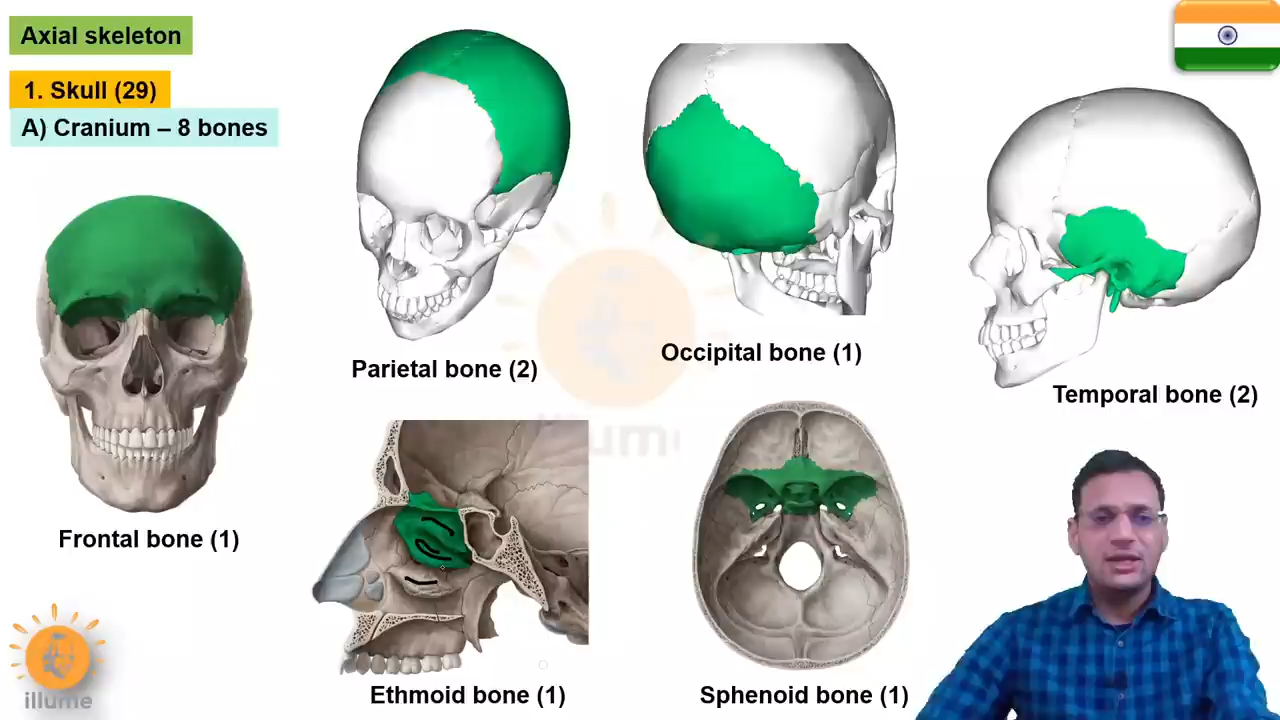 Axial skeleton
1. Skull (29)
A) Cranium – 8 bones
Parietal bone (2)
Occipital bone (1)
Temporal bone (2)
Frontal bone (1)
Ethmoid bone (1)
Sphenoid bone (1)
illume
illum